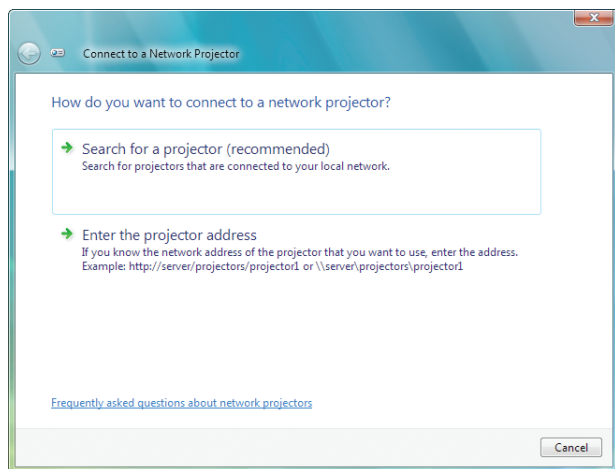 Connect to a Network Projector
How do you want to connect to a network projector?
Search for a projector (recommended)
Search for projectors that are connected to your local network.
Enter the projector address
If you know the network address of the projector that you want to use, enter the address.
Example: http://server/projectors/projector1 or \\server\projectors\projector1
Frequently asked questions about network projectors
Cancel